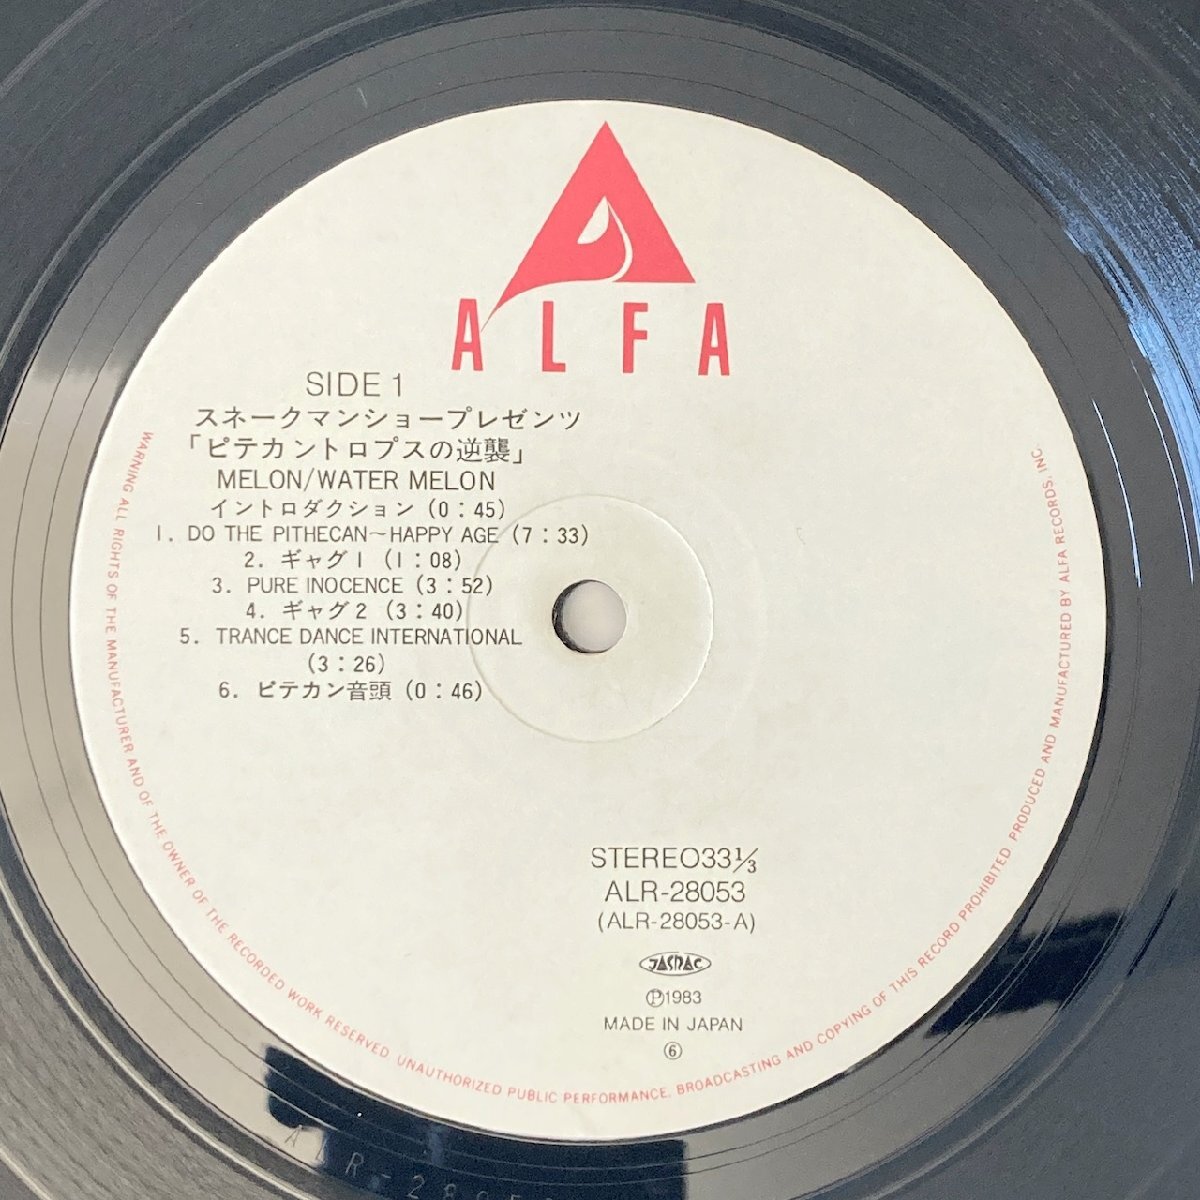 ALFA
SIDE 1
スネークマンショープレゼンツ
「ピテカントロプスの逆襲」
MELON/WATER MELON
イントロダクション (0:45)
1. DO THE PITHECAN~HAPPY AGE (7:33)
2. ギャグ1 (1:08)
3. PURE INOCENCE (3:52)
4. ギャグ2 (3:40)
5. TRANCE DANCE INTERNATIONAL
(3:26)
6. ピテカン音頭 (0:46)
STEREO33⅓
ALR-28053
(ALR-28053-A)
JASRAC
Ⓟ1983
MADE IN JAPAN
⑥
WARNING ALL RIGHTS OF THE MANUFACTURER AND OF THE OWNER OF THE RECORDED WORK RESERVED. UNAUTHORIZED PUBLIC PERFORMANCE, BROADCASTING AND COPYING OF THIS RECORD PROHIBITED. PRODUCED AND MANUFACTURED BY ALFA RECORDS, INC.